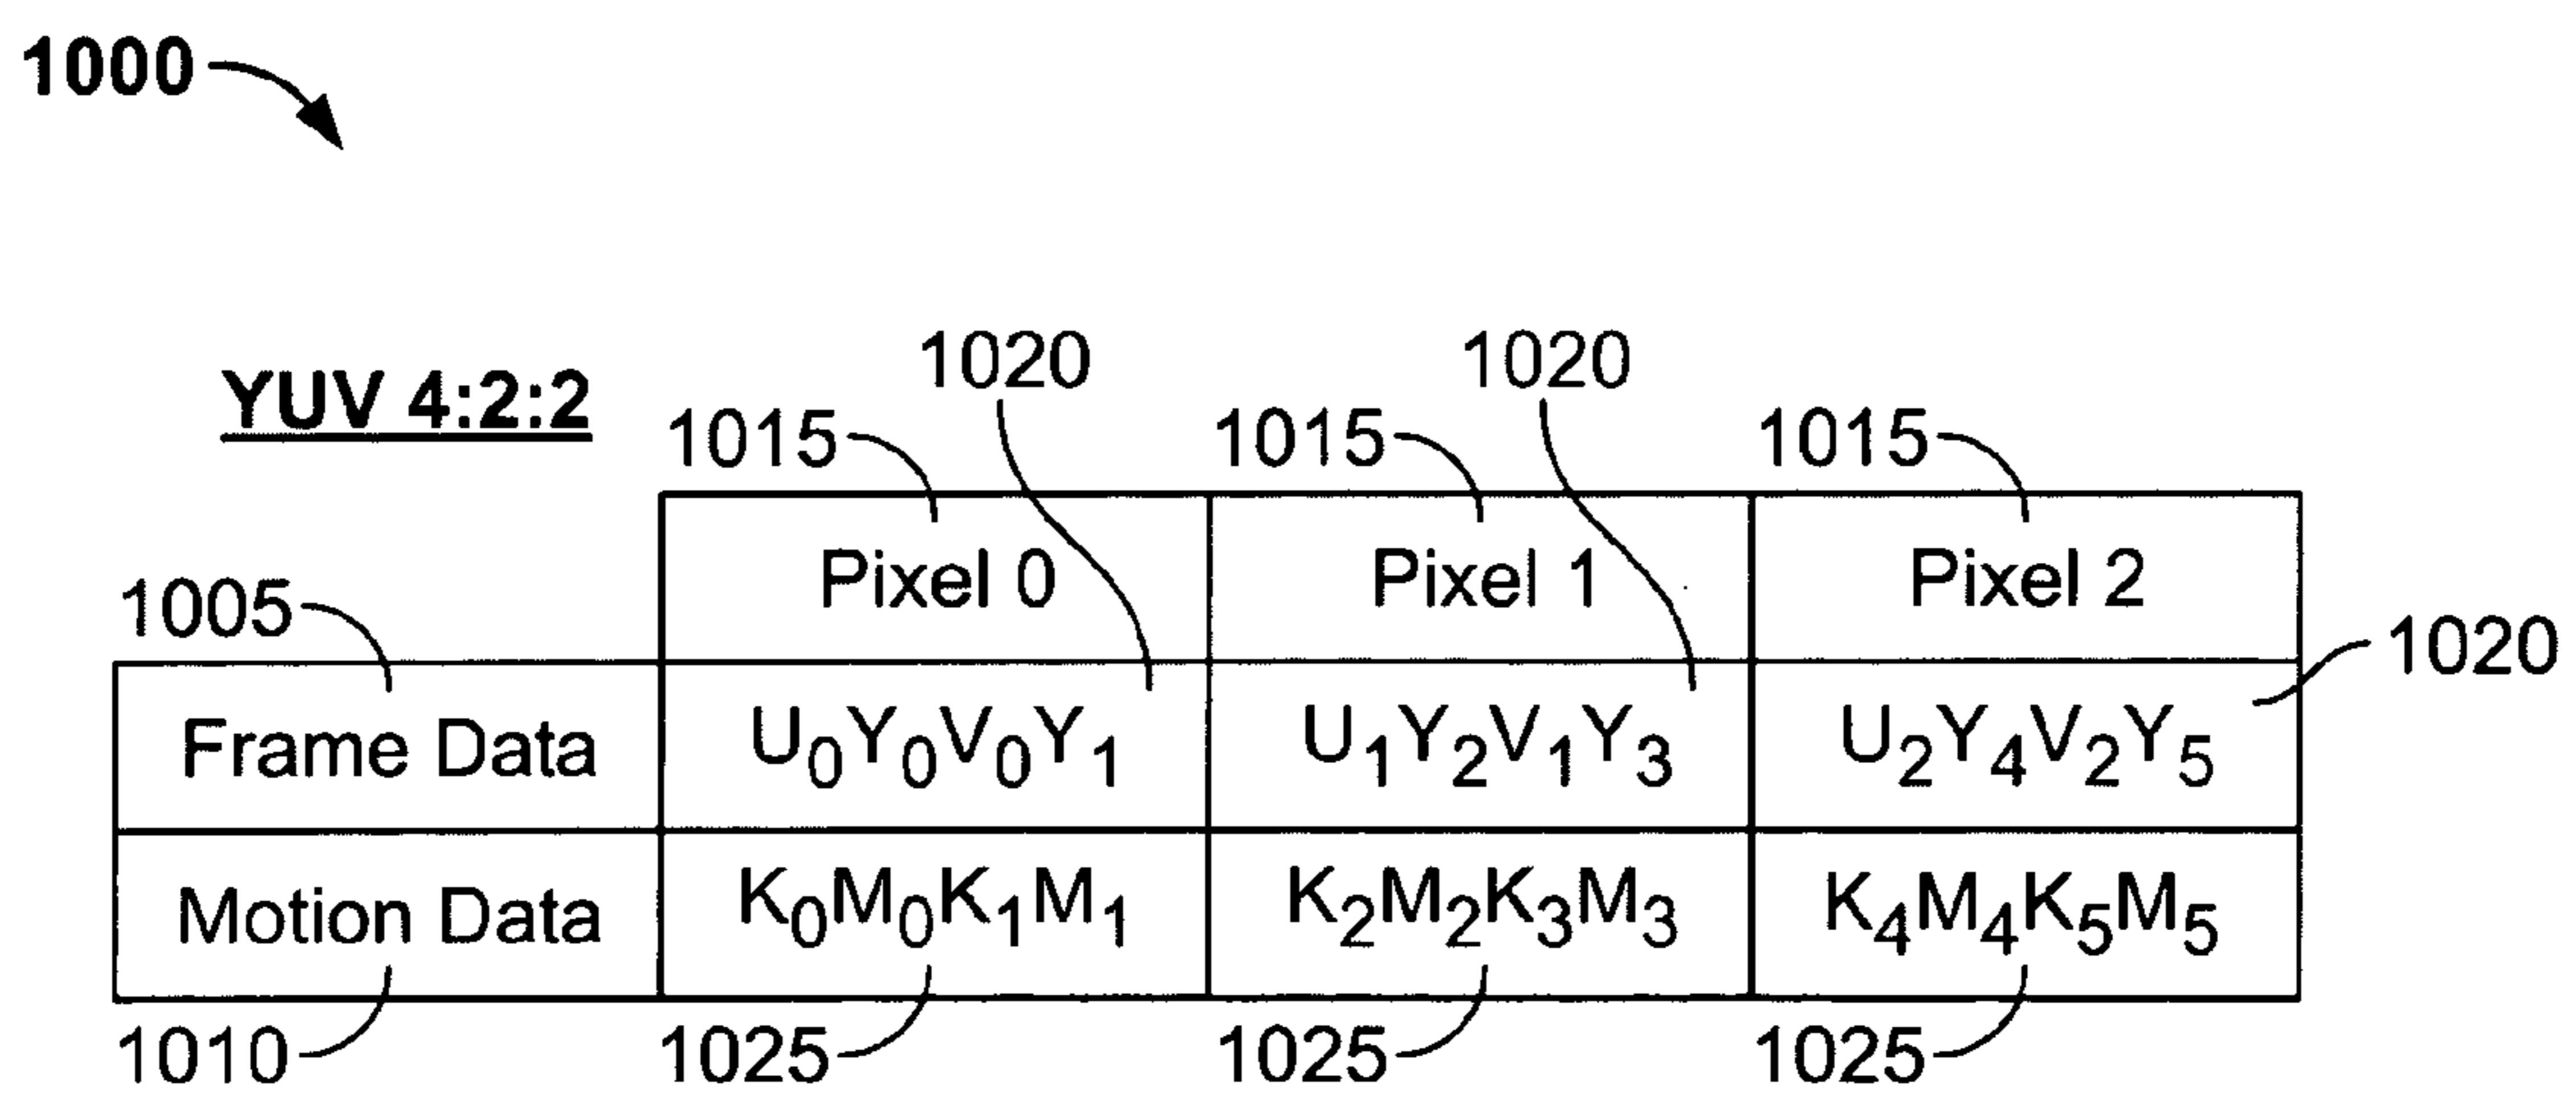 1000
1020 1020
YUV 4:2:2
1015 1015 1015
Pixel 0 Pixel 1 Pixel 2
1005
1020
Frame Data U₀Y₀V₀Y₁ U₁Y₂V₁Y₃ U₂Y₄V₂Y₅
Motion Data K₀M₀K₁M₁ K₂M₂K₃M₃ K₄M₄K₅M₅
1010 1025 1025 1025